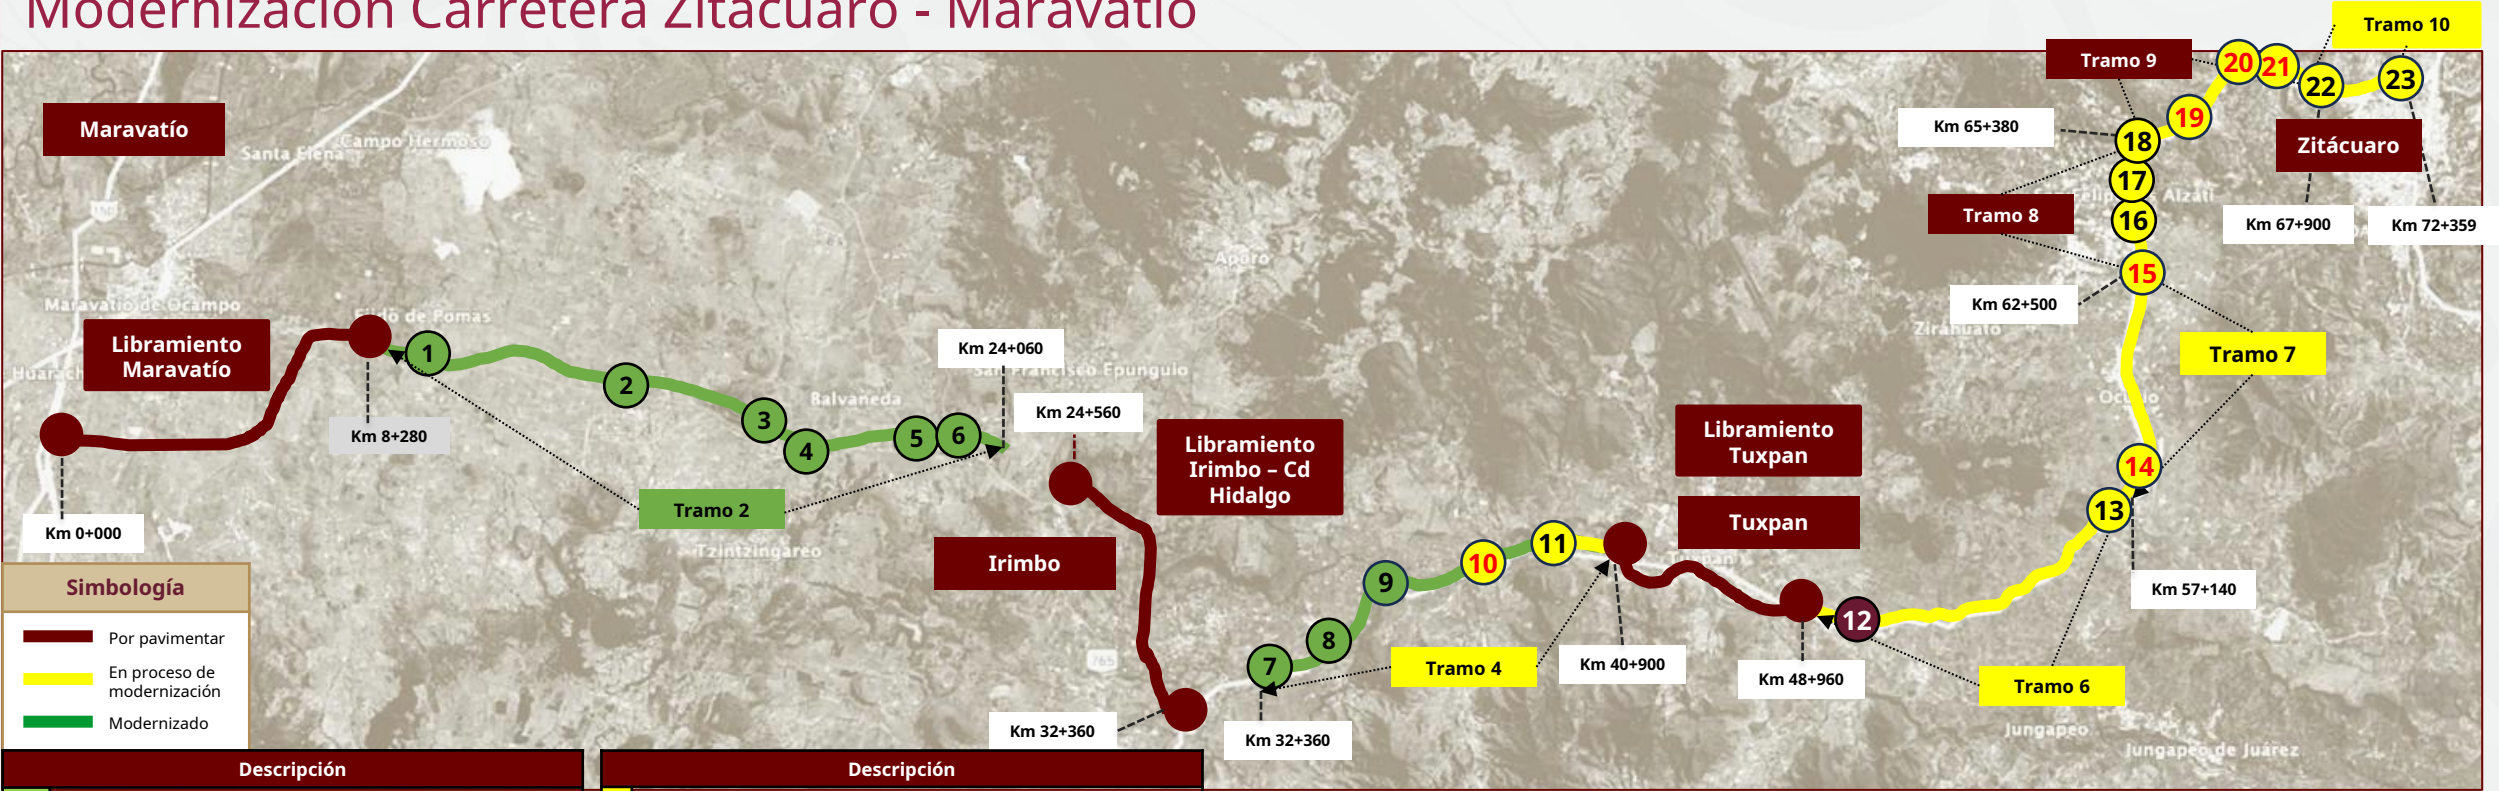 Modernización Carretera Zitácuaro - Maravatío
Tramo 10
Tramo 9
20
21
22
23
Maravatío
Campo Hermoso
Santa Elena
19
Km 65+380
18
Zitácuaro
17
Alzati
Tramo 8
16
Km 67+900
Km 72+359
Aporo
15
Km 62+500
Maravatio de Ocampo
Ziráhuato
Libramiento
Maravatío
de Pomas
1
Km 24+060
Tramo 7
San Francisco Epunguio
2
Balvaneda
Km 24+560
3
4
5
6
Km 8+280
Libramiento
Irimbo – Cd
Hidalgo
Libramiento
Tuxpan
14
Tramo 2
13
Km 0+000
Tuxpan
Tzintzingareo
Irimbo
11
10
9
Simbología
Por pavimentar
En proceso de
modernización
Modernizado
Km 57+140
12
8
7
Tramo 4
Km 40+900
Km 48+960
Tramo 6
Km 32+360
Km 32+360
Jungapeo
Jungapeo de Juárez
Descripción
Descripción